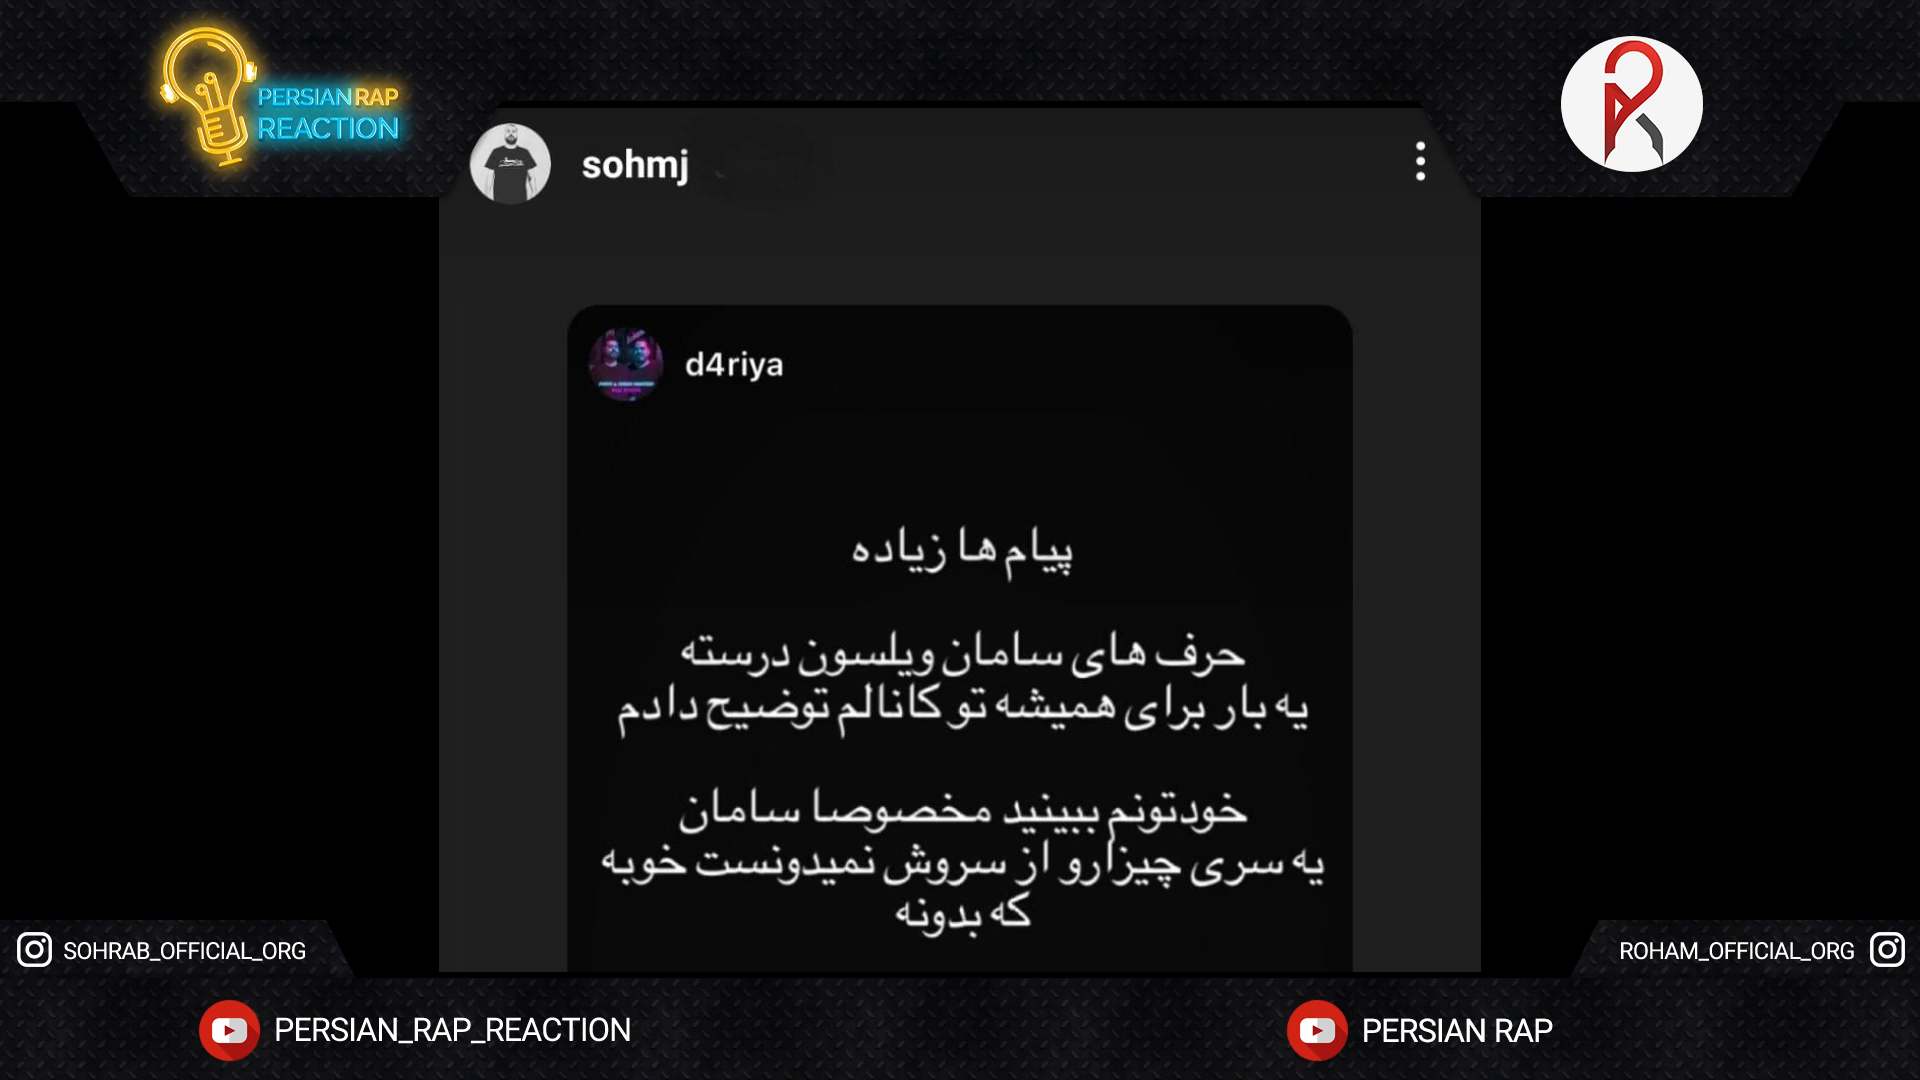 PERSIAN RAP
REACTION
sohmj
d4riya
پیام ها زیاده
حرف های سامان ویلسون درسته
یه بار برای همیشه تو کانالم توضیح دادم
خودتونم ببینید مخصوصا سامان
یه سری چیزارو از سروش نمیدونست خوبه
که بدونه
SOHRAB_OFFICIAL_ORG
ROHAM_OFFICIAL_ORG
PERSIAN_RAP_REACTION
PERSIAN RAP